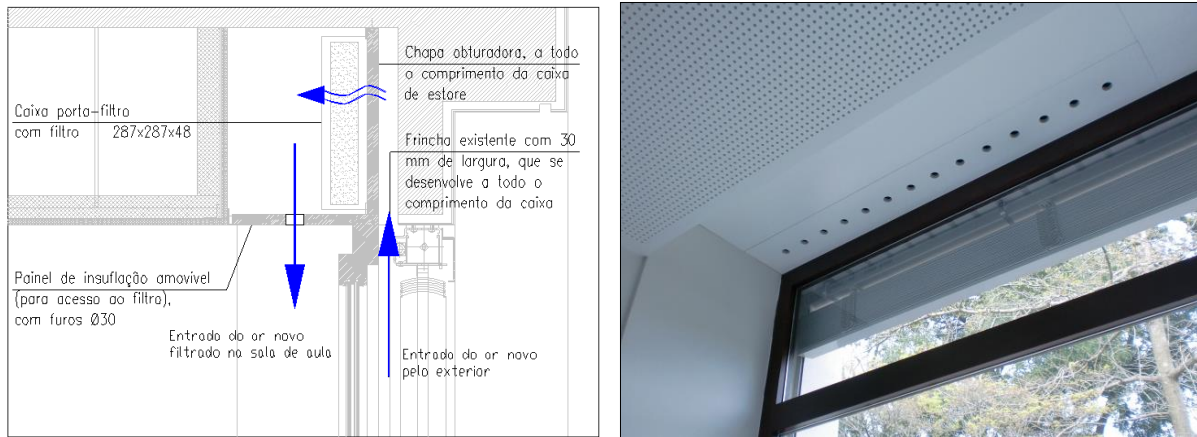 Chapa obturadora, a todo
o comprimento da caixa
de estore
Caixa porta-filtro
com filtro 287x287x48
Frincha existente com 30
mm de largura, que se
desenvolve a todo o
comprimento da caixa
Painel de insuflação amovivel
(para acesso ao filtro),
com furos Ø30
Entrada do ar novo
filtrado na sala de aula
Entrada do ar novo
pelo exterior